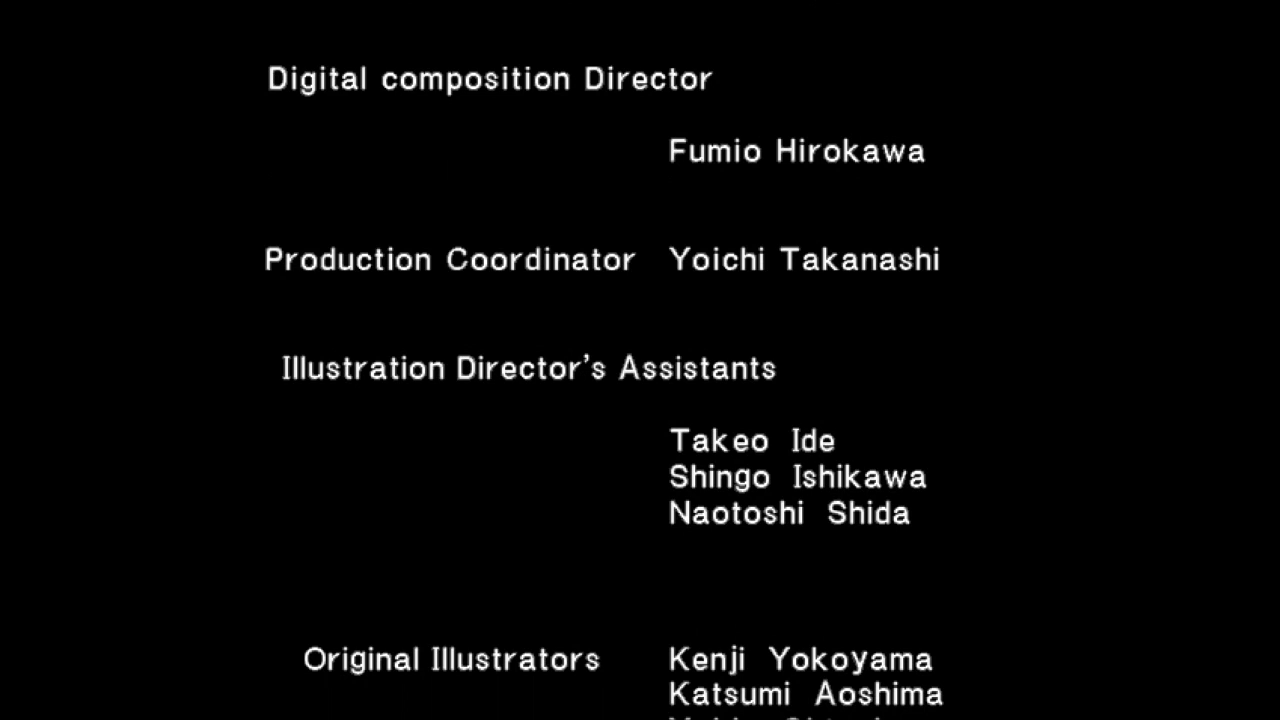 Digital composition Director
Fumio Hirokawa
Production Coordinator Yoichi Takanashi
Illustration Director's Assistants
Takeo Ide
Shingo Ishikawa
Naotoshi Shida
Original Illustrators Kenji Yokoyama
Katsumi Aoshima